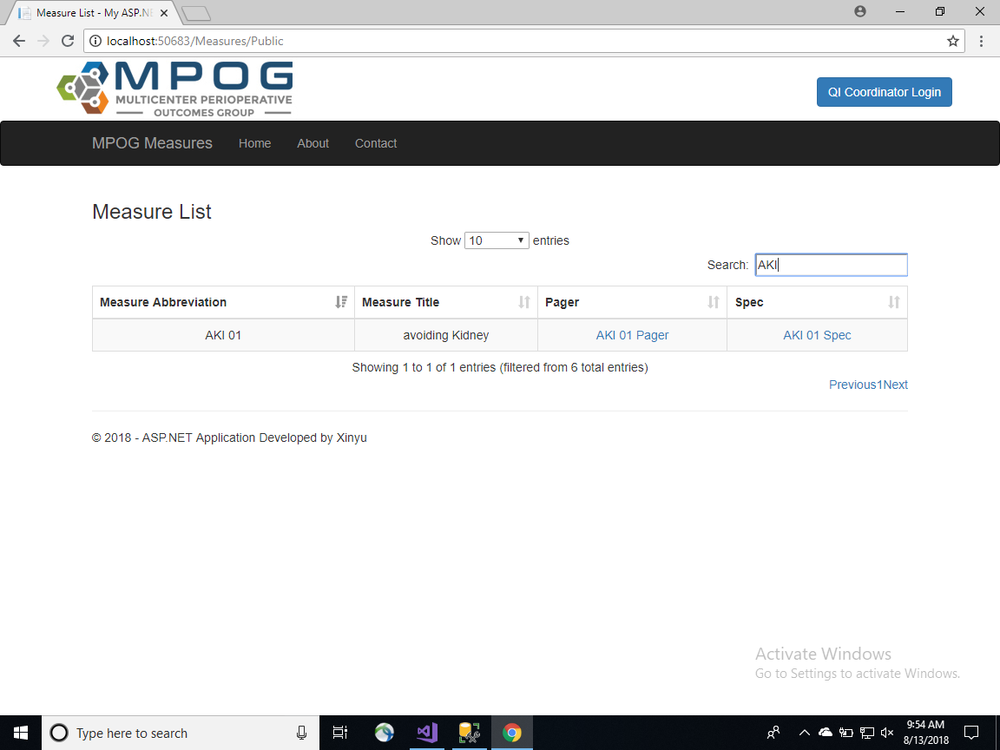 Measure List - My ASP.NE
localhost:50683/Measures/Public
MPOG
MULTICENTER PERIOPERATIVE
OUTCOMES GROUP
QI Coordinator Login
MPOG Measures Home About Contact
Measure List
Show 10 entries
Search: AKI
Measure Abbreviation Measure Title Pager Spec
AKI 01 avoiding Kidney AKI 01 Pager AKI 01 Spec
Showing 1 to 1 of 1 entries (filtered from 6 total entries)
Previous1Next
© 2018 - ASP.NET Application Developed by Xinyu
Activate Windows
Go to Settings to activate Windows.
Type here to search
9:54 AM
8/13/2018